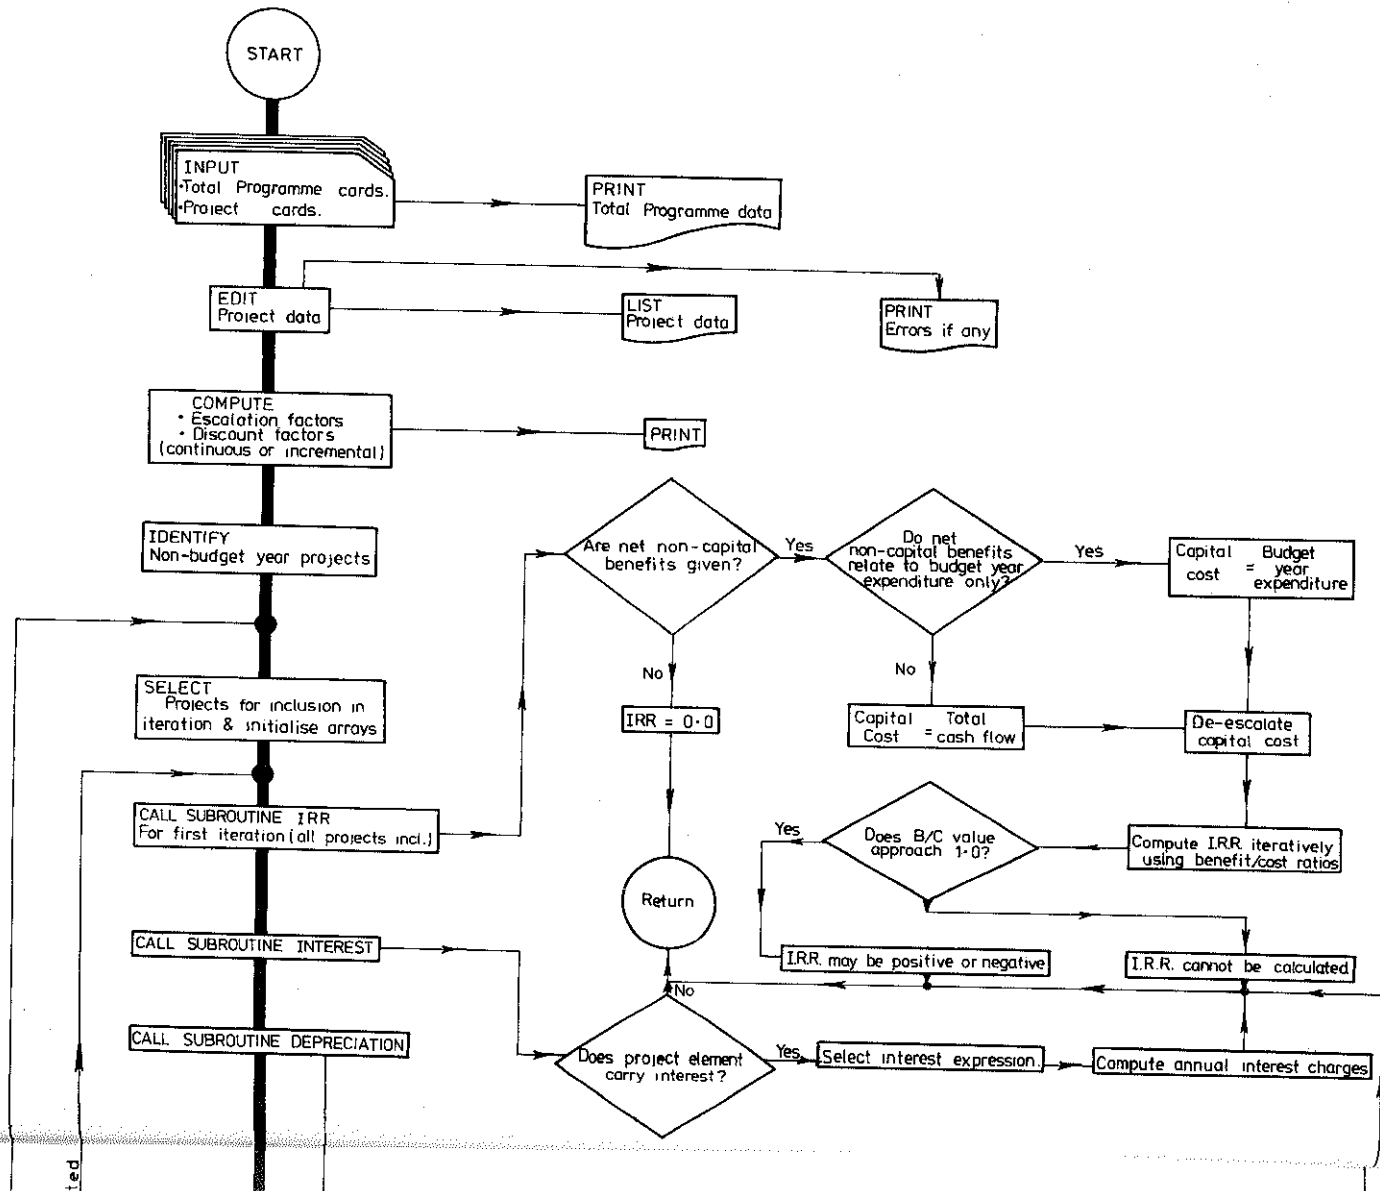 START
INPUT
•Total Programme cards.
•Project cards.
PRINT
Total Programme data
EDIT
Project data
LIST
Project data
PRINT
Errors if any
COMPUTE
• Escalation factors
• Discount factors
(continuous or incremental)
PRINT
IDENTIFY
Non-budget year projects
Are net non-capital
benefits given?
Yes
Do net
non-capital benefits
relate to budget year
expenditure only?
Yes
Capital cost = Budget year expenditure
No
No
SELECT
Projects for inclusion in
iteration & initialise arrays
IRR = 0·0
Capital Cost = Total cash flow
De-escalate
capital cost
CALL SUBROUTINE IRR
For first iteration (all projects incl.)
Yes
Does B/C value
approach 1·0?
Compute I.R.R. iteratively
using benefit/cost ratios
Return
CALL SUBROUTINE INTEREST
I.R.R. may be positive or negative
I.R.R. cannot be calculated
No
CALL SUBROUTINE DEPRECIATION
Does project element
carry interest?
Yes
Select interest expression.
Compute annual interest charges
ted